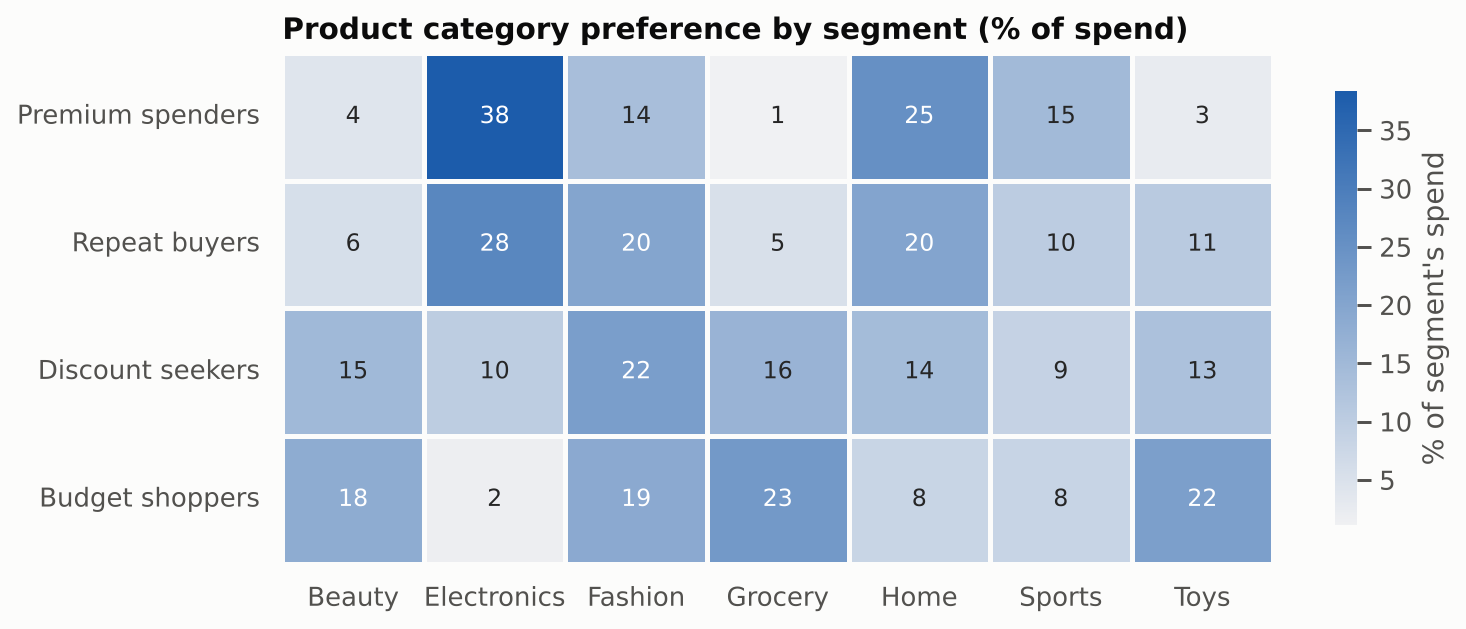 Product category preference by segment (% of spend)
Premium spenders 4 38 14 1 25 15 3
Repeat buyers 6 28 20 5 20 10 11
Discount seekers 15 10 22 16 14 9 13
Budget shoppers 18 2 19 23 8 8 22
Beauty Electronics Fashion Grocery Home Sports Toys
35
30
25
20
15
10
5
% of segment's spend